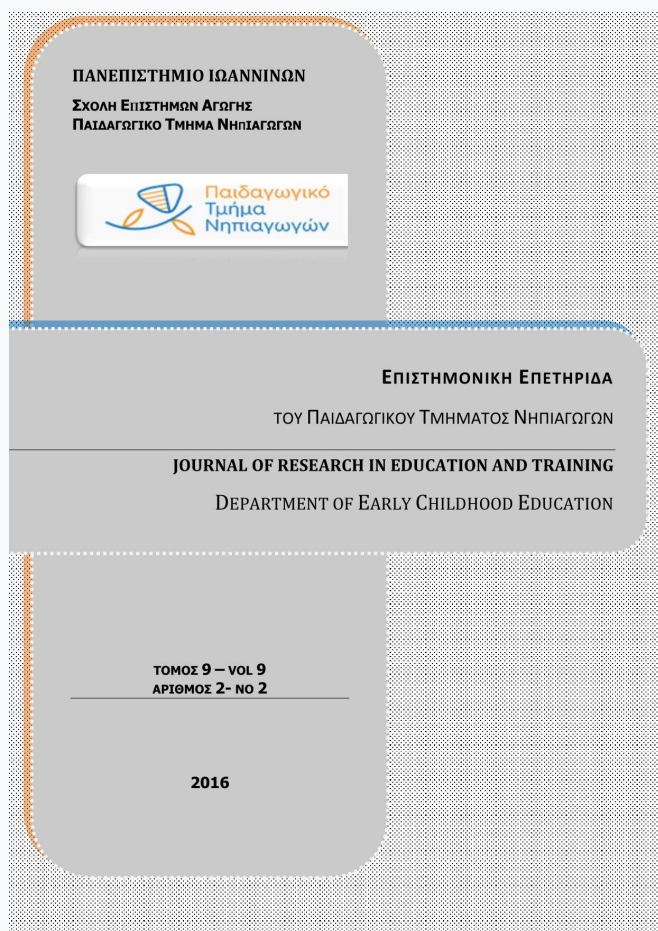 ΠΑΝΕΠΙΣΤΗΜΙΟ ΙΩΑΝΝΙΝΩΝ
ΣΧΟΛΗ ΕΠΙΣΤΗΜΩΝ ΑΓΩΓΗΣ
ΠΑΙΔΑΓΩΓΙΚΟ ΤΜΗΜΑ ΝΗΠΙΑΓΩΓΩΝ
Παιδαγωγικό
Τμήμα
Νηπιαγωγών
ΕΠΙΣΤΗΜΟΝΙΚΗ ΕΠΕΤΗΡΙΔΑ
ΤΟΥ ΠΑΙΔΑΓΩΓΙΚΟΥ ΤΜΗΜΑΤΟΣ ΝΗΠΙΑΓΩΓΩΝ
JOURNAL OF RESEARCH IN EDUCATION AND TRAINING
DEPARTMENT OF EARLY CHILDHOOD EDUCATION
ΤΟΜΟΣ 9 – VOL 9
ΑΡΙΘΜΟΣ 2- NO 2
2016